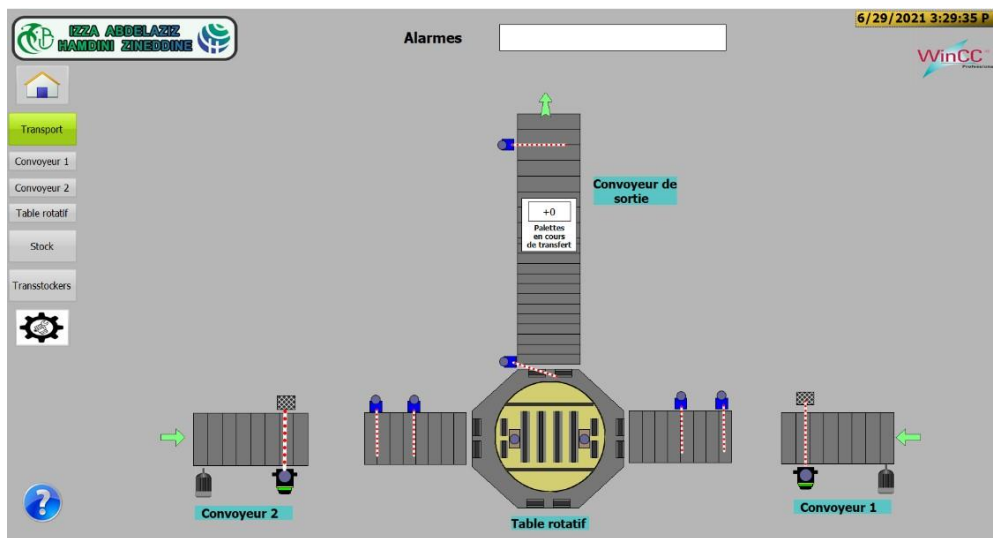 IZZA ABDELAZIZ
HAMDINI ZINEDDINE
Alarmes
6/29/2021 3:29:35 P
WinCC
Professional
Transport
Convoyeur 1
Convoyeur 2
Table rotatif
Stock
Transstockers
Convoyeur de
sortie
+0
Palettes
en cours
de transfert
Convoyeur 2
Table rotatif
Convoyeur 1
?